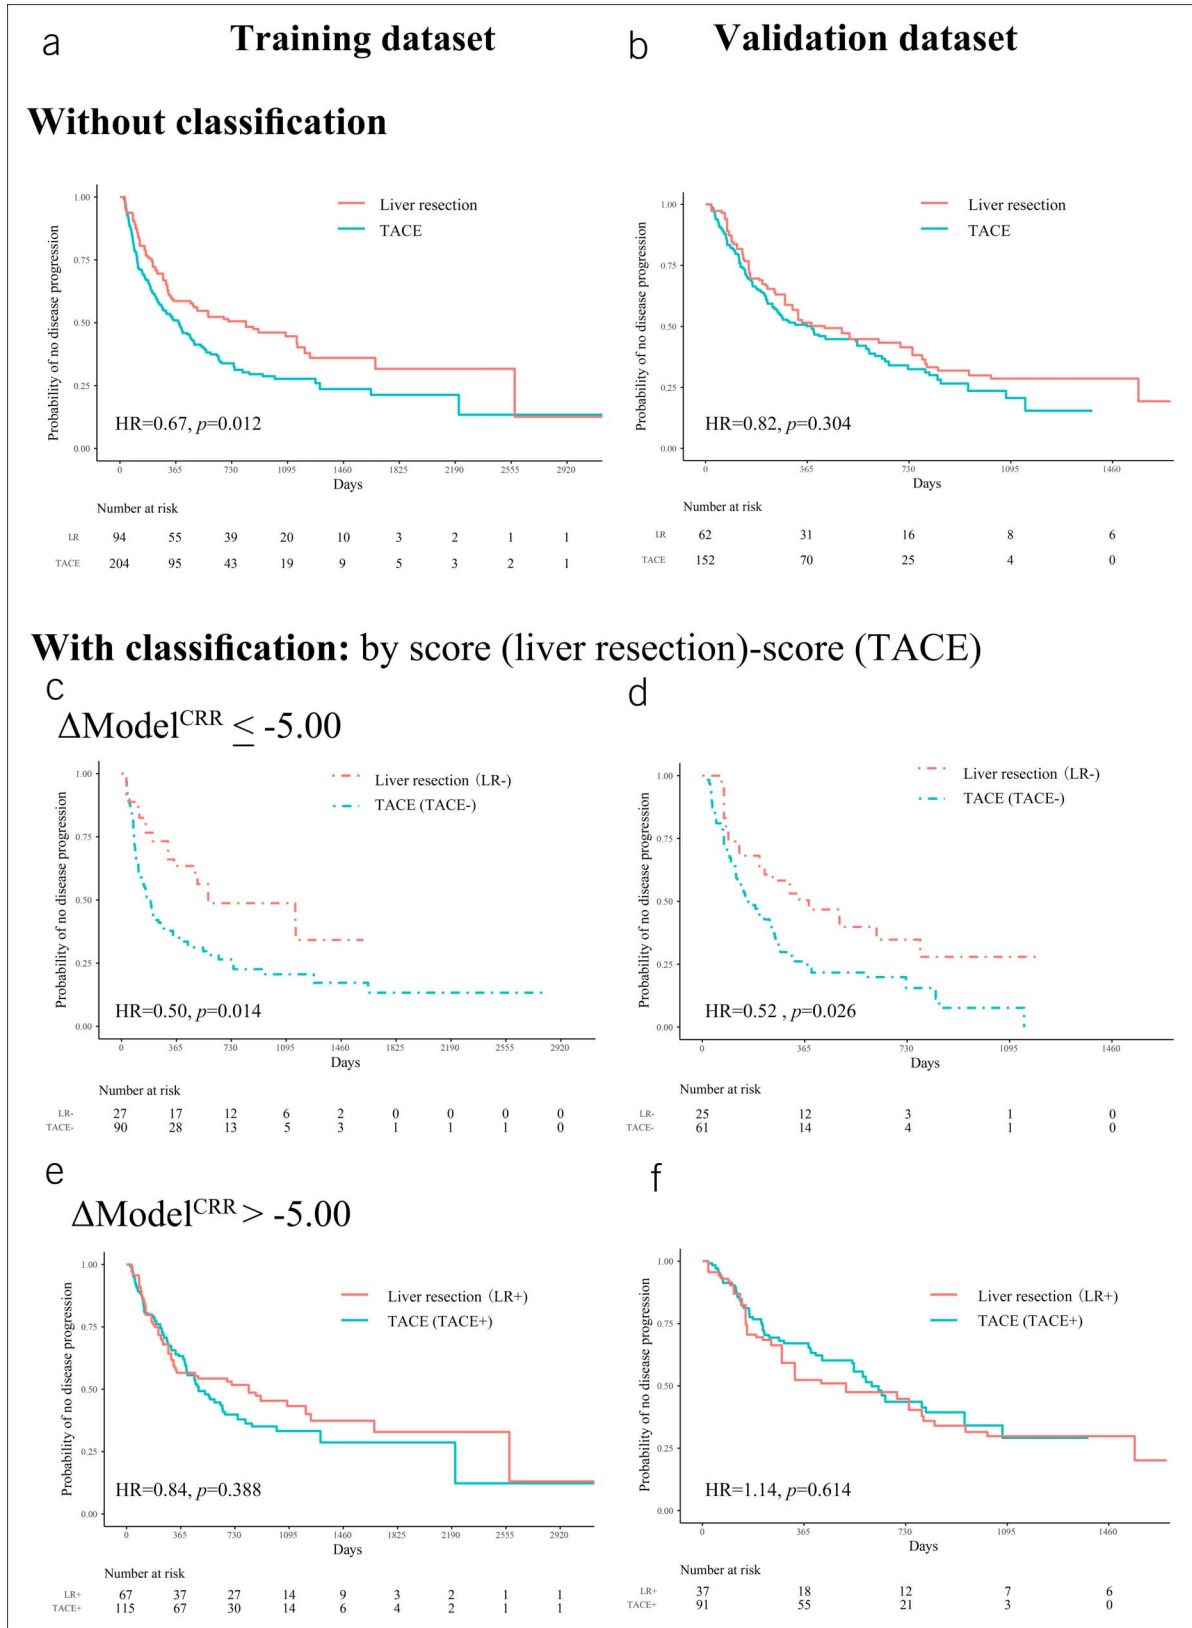 a Training dataset b Validation dataset
Without classification
Probability of no disease progression
1.00
0.75
0.50
0.25
0.00
Liver resection
TACE
HR=0.67, p=0.012
0 365 730 1095 1460 1825 2190 2555 2920
Days
Number at risk
LR 94 55 39 20 10 3 2 1 1
TACE 204 95 43 19 9 5 3 2 1
Probability of no disease progression
1.00
0.75
0.50
0.25
0.00
Liver resection
TACE
HR=0.82, p=0.304
0 365 730 1095 1460
Days
Number at risk
LR 62 31 16 8 6
TACE 152 70 25 4 0
With classification: by score (liver resection)-score (TACE)
c
ΔModelCRR ≤ -5.00
Probability of no disease progression
1.00
0.75
0.50
0.25
0.00
Liver resection (LR-)
TACE (TACE-)
HR=0.50, p=0.014
0 365 730 1095 1460 1825 2190 2555 2920
Days
Number at risk
LR- 27 17 12 6 2 0 0 0 0
TACE- 90 28 13 5 3 1 1 1 0
d
Probability of no disease progression
1.00
0.75
0.50
0.25
0.00
Liver resection (LR-)
TACE (TACE-)
HR=0.52 , p=0.026
0 365 730 1095 1460
Days
Number at risk
LR- 25 12 3 1 0
TACE- 61 14 4 1 0
e
ΔModelCRR > -5.00
Probability of no disease progression
1.00
0.75
0.50
0.25
0.00
Liver resection (LR+)
TACE (TACE+)
HR=0.84, p=0.388
0 365 730 1095 1460 1825 2190 2555 2920
Days
Number at risk
LR+ 67 37 27 14 9 3 2 1 1
TACE+ 115 67 30 14 6 4 2 1 1
f
Probability of no disease progression
1.00
0.75
0.50
0.25
0.00
Liver resection (LR+)
TACE (TACE+)
HR=1.14, p=0.614
0 365 730 1095 1460
Days
Number at risk
LR+ 37 18 12 7 6
TACE+ 91 55 21 3 0